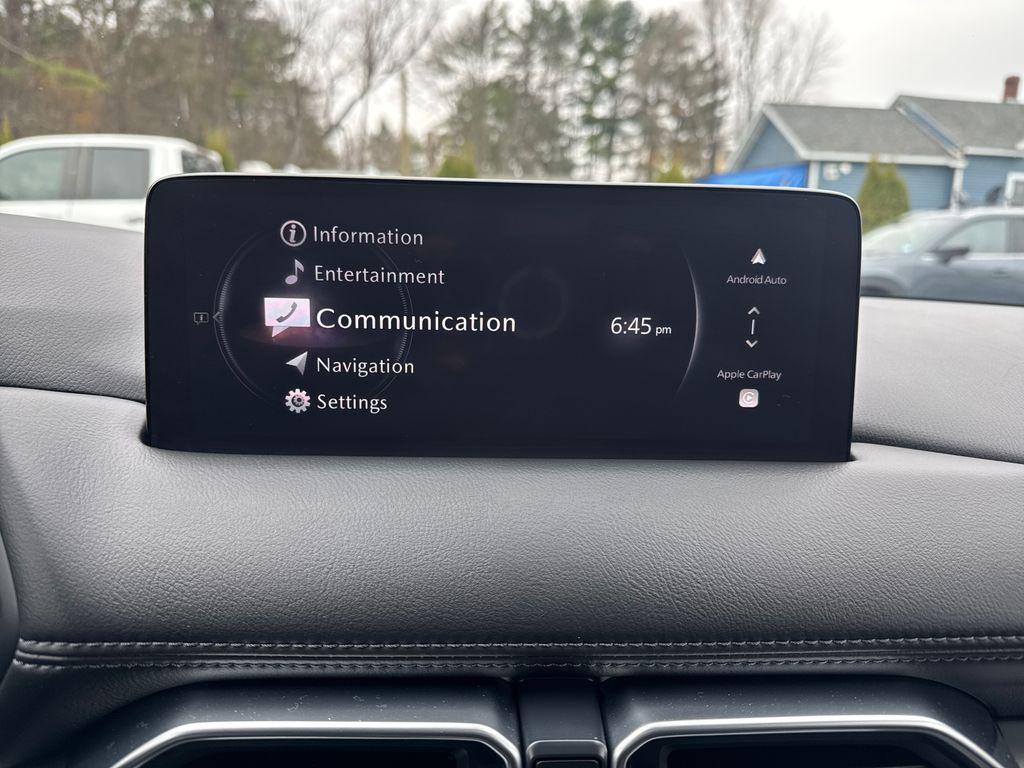 Information
Entertainment
Communication
Navigation
Settings
6:45 pm
Android Auto
Apple CarPlay